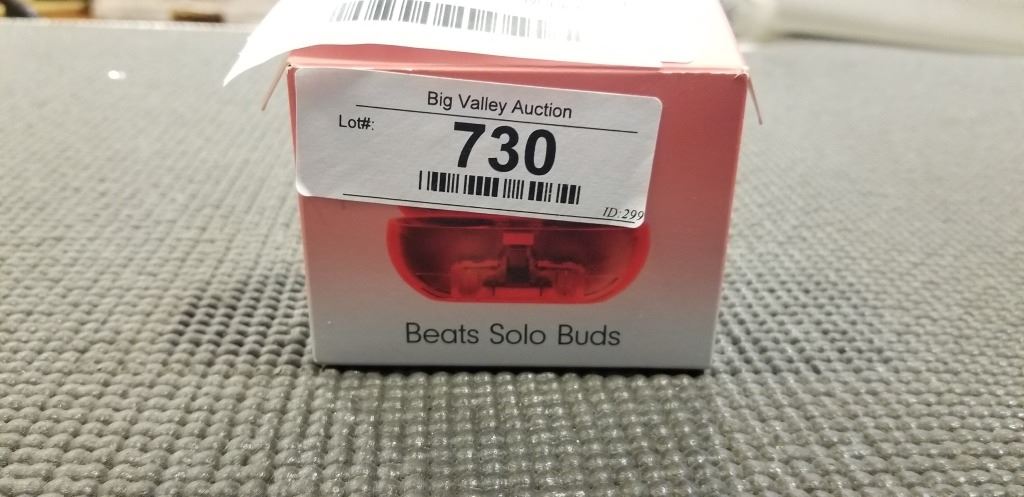 Big Valley Auction
Lot#:
730
ID:299
Beats Solo Buds